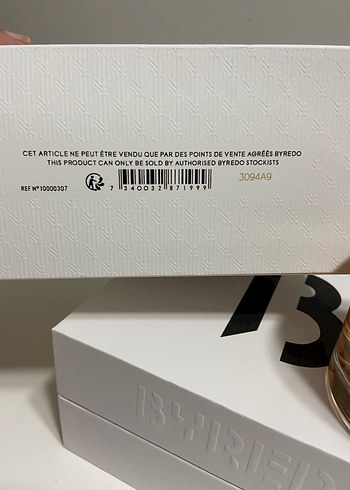 CET ARTICLE NE PEUT ÊTRE VENDU QUE PAR DES POINTS DE VENTE AGRÉÉS BYREDO
THIS PRODUCT CAN ONLY BE SOLD BY AUTHORISED BYREDO STOCKISTS
REF N°10000307
7 340032 871999
3094A9
B
BYRED